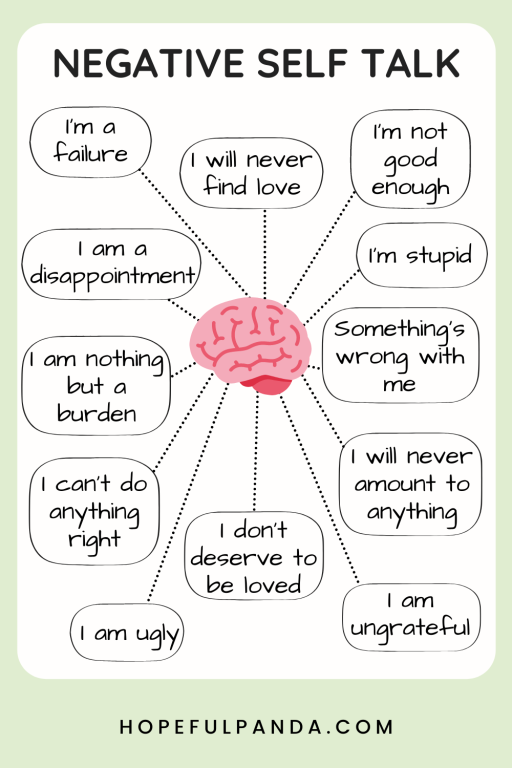 NEGATIVE SELF TALK
I'm a
failure
I will never
find love
I'm not
good
enough
I am a
disappointment
I'm stupid
Something's
wrong with
me
I am nothing
but a
burden
I will never
amount to
anything
I can't do
anything
right
I don't
deserve to
be loved
I am
ungrateful
I am ugly
HOPEFULPANDA.COM